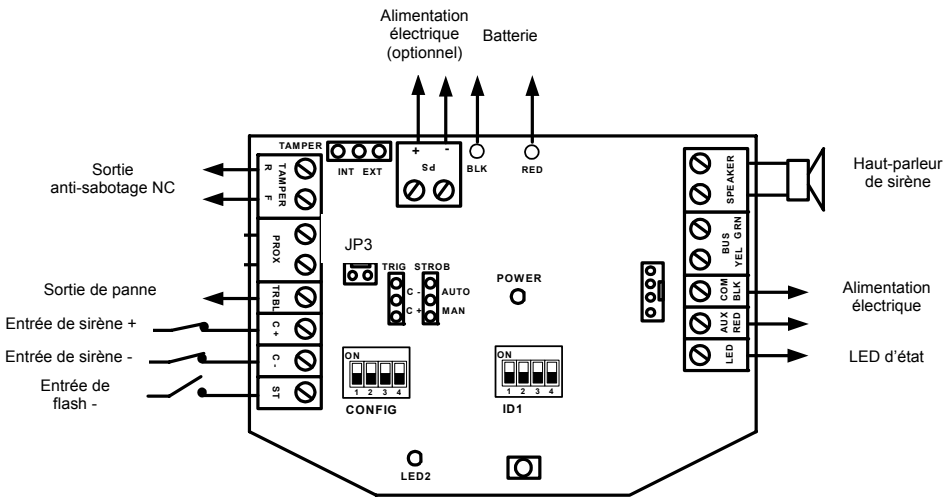 Alimentation
électrique
(optionnel)
Batterie
TAMPER
INT EXT
+ -
PS
BLK
RED
Sortie
anti-sabotage NC
R
F
TAMPER
PROX
Sortie de panne
TRBL
Entrée de sirène +
C +
Entrée de sirène -
C -
Entrée de
flash -
ST
JP3
TRIG STROB
C - AUTO
C + MAN
POWER
ON
1 2 3 4
CONFIG
ON
1 2 3 4
ID1
LED2
SPEAKER
Haut-parleur
de sirène
BUS
YEL GRN
COM
BLK
Alimentation
électrique
AUX
RED
LED
LED d’état